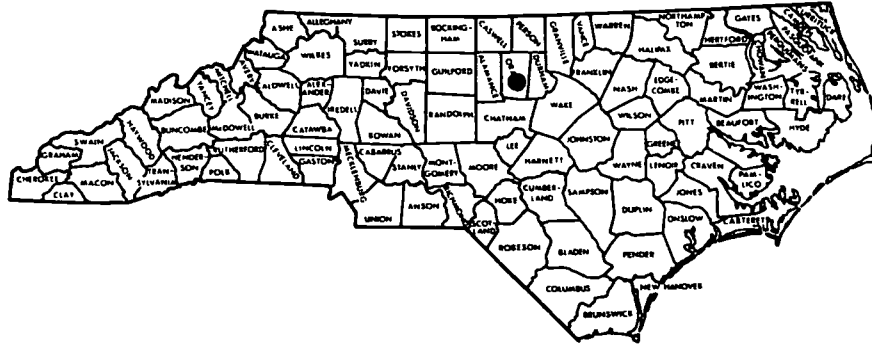 ASHE
ALLEGHANY
SURRY
STOKES
ROCKING-
HAM
CASWELL
PERSON
GRANVILLE
VANCE
WARREN
NORTHAMP
TON
GATES
HERTFORD
CURRITUCK
WATAUGA
WILKES
YADKIN
FORSYTH
GUILFORD
ALAMANCE
OR
DURHAM
FRANKLIN
HALIFAX
BERTIE
CHOWAN
MITCHELL
AVERY
CALDWELL
ALEX-
ANDER
IREDELL
DAVIE
DAVIDSON
RANDOLPH
CHATHAM
WAKE
NASH
EDGE-
COMBE
MARTIN
WASH-
INGTON
TYR-
RELL
DARE
MADISON
YANCEY
BURKE
CATAWBA
ROWAN
WILSON
PITT
BEAUFORT
HYDE
SWAIN
HAYWOOD
BUNCOMBE
McDOWELL
LINCOLN
GASTON
CABARRUS
STANLY
MONT-
GOMERY
MOORE
LEE
HARNETT
JOHNSTON
WAYNE
GREENE
LENOIR
CRAVEN
PAM-
LICO
GRAHAM
CHEROKEE
CLAY
MACON
JACKSON
TRAN-
SYLVANIA
HENDER-
SON
POLK
RUTHERFORD
CLEVELAND
MECKLENBURG
UNION
ANSON
RICHMOND
SCOT-
LAND
HOKE
CUMBER-
LAND
SAMPSON
DUPLIN
JONES
ONSLOW
CARTERET
ROBESON
BLADEN
PENDER
COLUMBUS
NEW HANOVER
BRUNSWICK